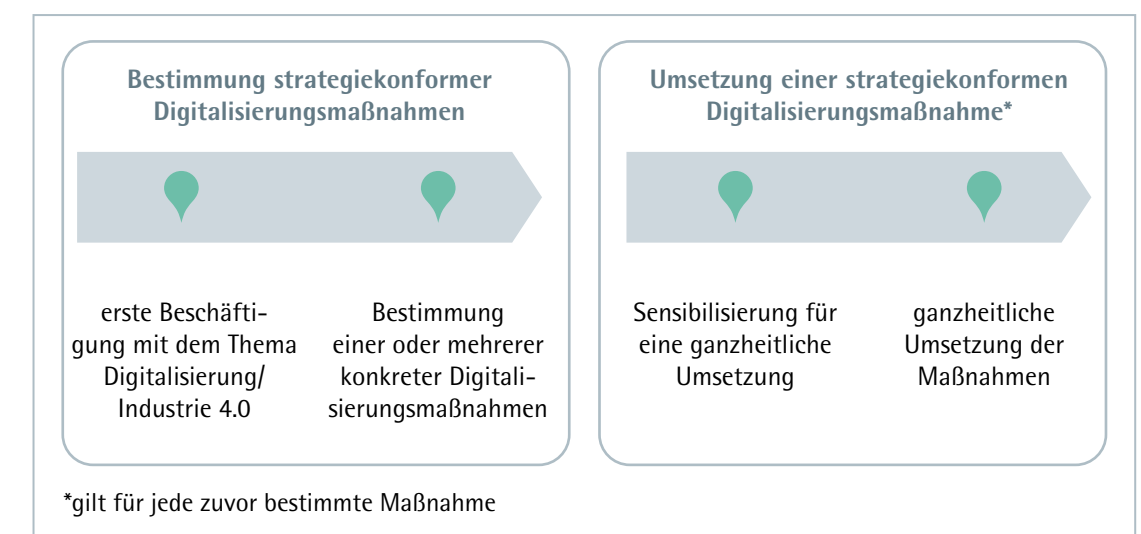 Bestimmung strategiekonformer
Digitalisierungsmaßnahmen
erste Beschäfti-
gung mit dem Thema
Digitalisierung/
Industrie 4.0
Bestimmung
einer oder mehrerer
konkreter Digitali-
sierungsmaßnahmen
Umsetzung einer strategiekonformen
Digitalisierungsmaßnahme*
Sensibilisierung für
eine ganzheitliche
Umsetzung
ganzheitliche
Umsetzung der
Maßnahmen
*gilt für jede zuvor bestimmte Maßnahme